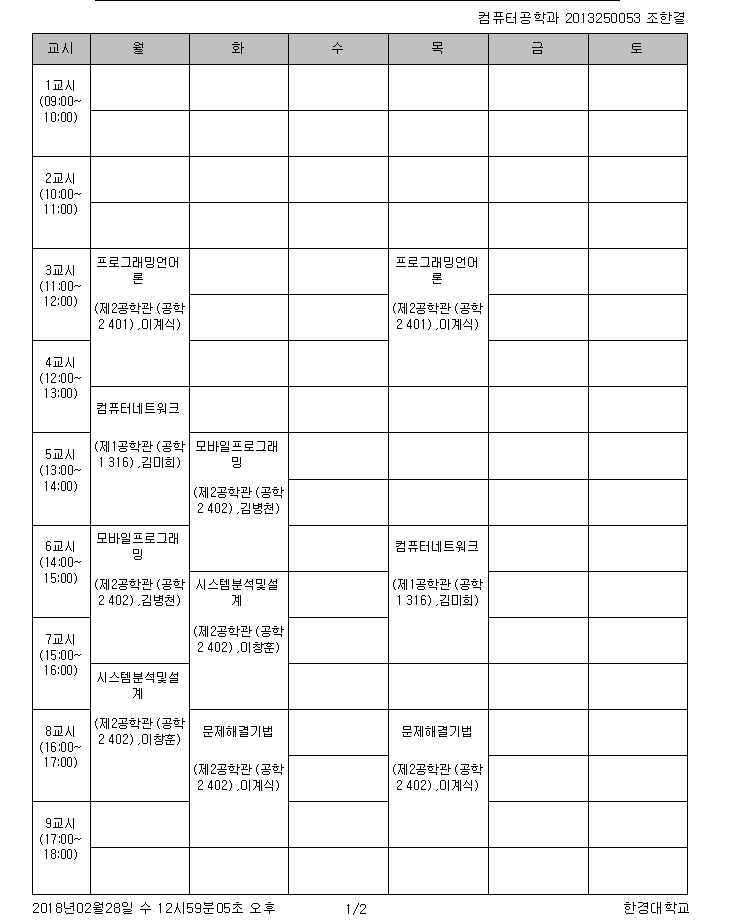 컴퓨터공학과 2013250053 조한결
교시 월 화 수 목 금 토
1교시
(09:00~
10:00)
2교시
(10:00~
11:00)
3교시
(11:00~
12:00)
프로그래밍언어
론
(제2공학관 (공학
2 401) ,이계식)
프로그래밍언어
론
(제2공학관 (공학
2 401) ,이계식)
4교시
(12:00~
13:00)
컴퓨터네트워크
(제1공학관 (공학
1 316) ,김미희)
5교시
(13:00~
14:00)
모바일프로그래
밍
(제2공학관 (공학
2 402) ,김병천)
6교시
(14:00~
15:00)
모바일프로그래
밍
(제2공학관 (공학
2 402) ,김병천)
시스템분석및설
계
(제2공학관 (공학
2 402) ,이창훈)
컴퓨터네트워크
(제1공학관 (공학
1 316) ,김미희)
7교시
(15:00~
16:00)
시스템분석및설
계
(제2공학관 (공학
2 402) ,이창훈)
8교시
(16:00~
17:00)
문제해결기법
(제2공학관 (공학
2 402) ,이계식)
문제해결기법
(제2공학관 (공학
2 402) ,이계식)
9교시
(17:00~
18:00)
2018년02월28일 수 12시59분05초 오후 1/2 한경대학교